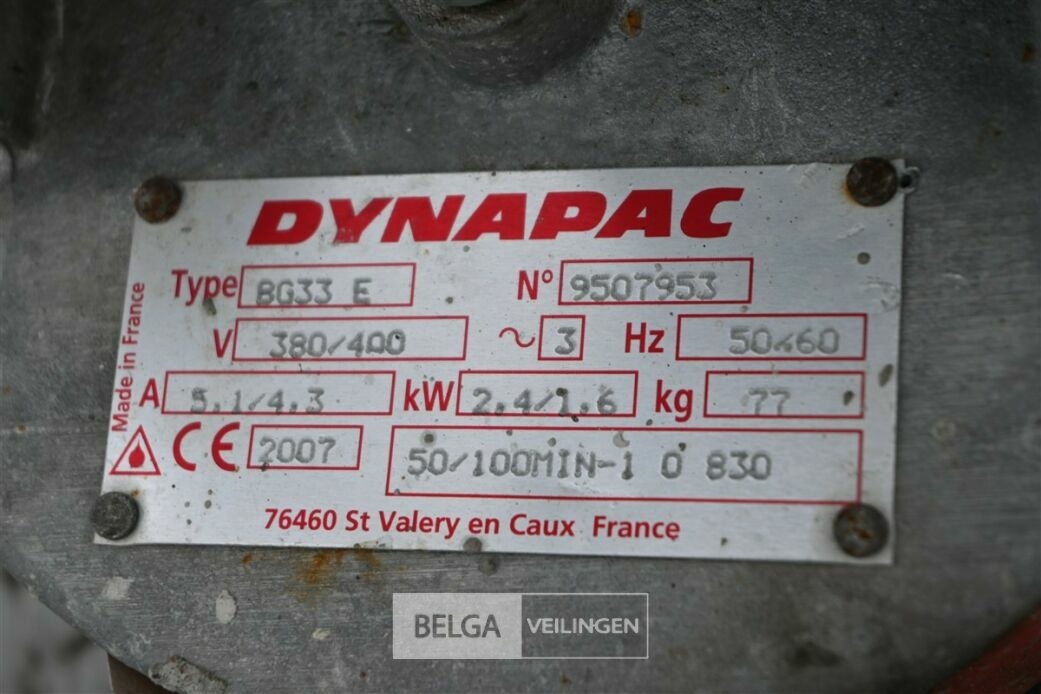 DYNAPAC
Type BG33 E N° 9507953
V 380/400 ~ 3 Hz 50/60
A 5,1/4,3 kW 2,4/1,6 kg 77
CE 2007 50/100MIN-1 0 830
Made in France
76460 St Valery en Caux France
BELGA VEILINGEN